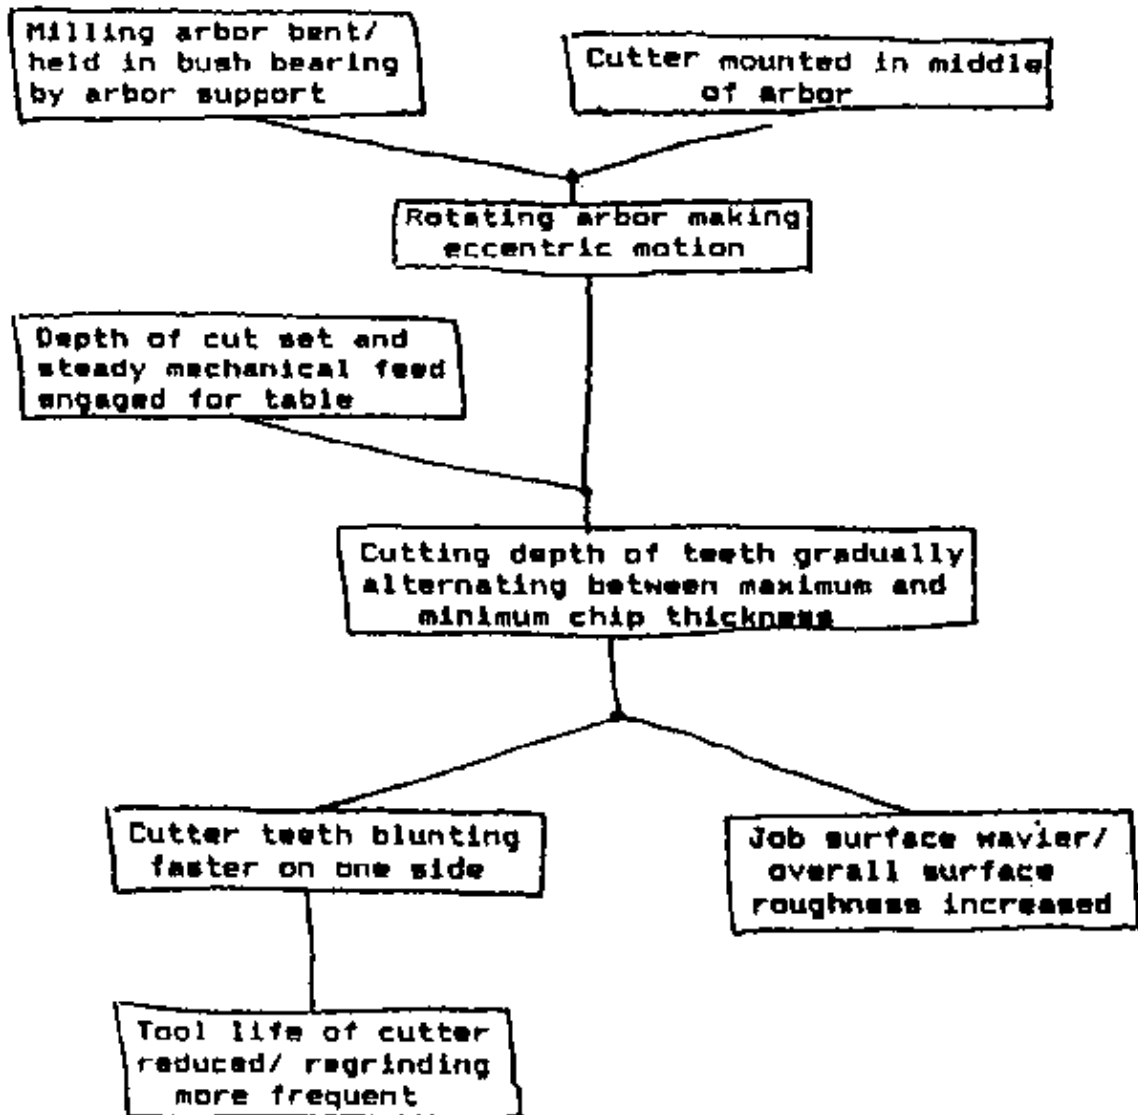 Milling arbor bent/
held in bush bearing
by arbor support
Cutter mounted in middle
of arbor
Rotating arbor making
eccentric motion
Depth of cut set and
steady mechanical feed
engaged for table
Cutting depth of teeth gradually
alternating between maximum and
minimum chip thickness
Cutter teeth blunting
faster on one side
Job surface wavier/
overall surface
roughness increased
Tool life of cutter
reduced/ regrinding
more frequent